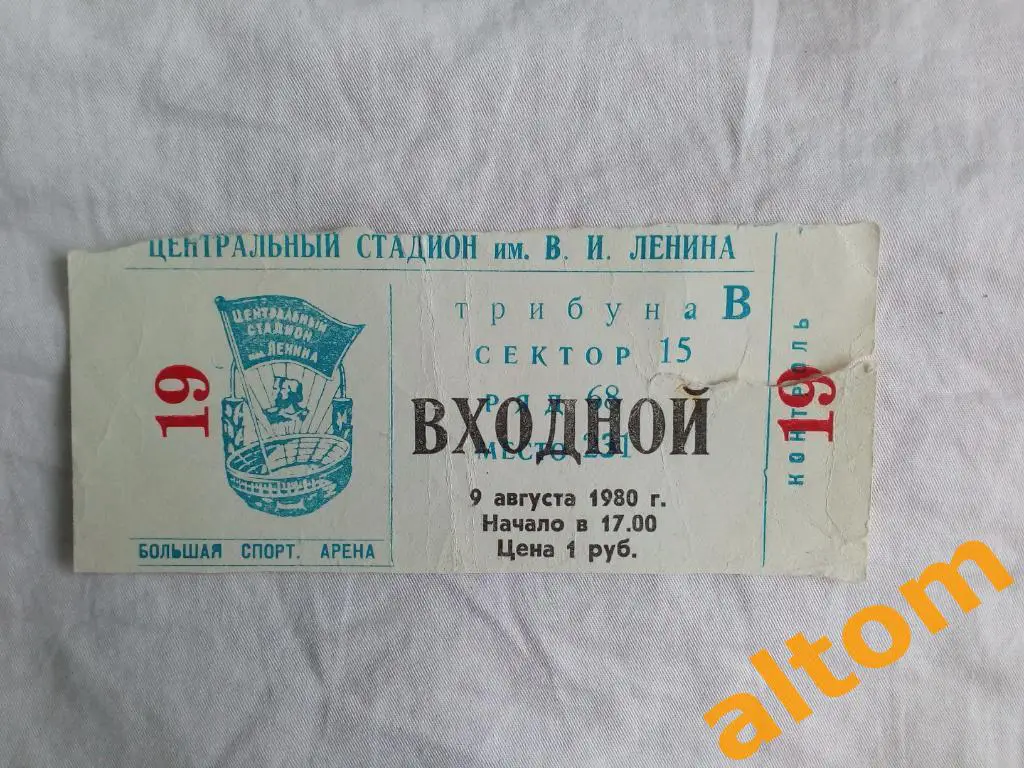 ЦЕНТРАЛЬНЫЙ СТАДИОН им. В. И. ЛЕНИНА
19
ЦЕНТРАЛЬНЫЙ
СТАДИОН
им. ЛЕНИНА
БОЛЬШАЯ СПОРТ. АРЕНА
трибуна В
СЕКТОР 15
РЯД 68
ВХОДНОЙ
МЕСТО 231
9 августа 1980 г.
Начало в 17.00
Цена 1 руб.
КОНТРОЛЬ
19
altom